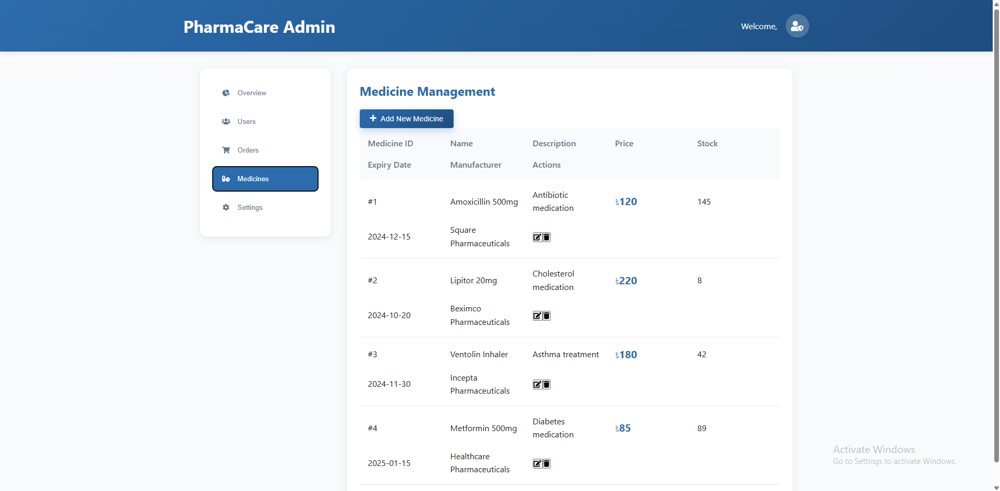 PharmaCare Admin
Welcome,
Overview
Users
Orders
Medicines
Settings
Medicine Management
Add New Medicine
Medicine ID Name Description Price Stock
Expiry Date Manufacturer Actions
#1 Amoxicillin 500mg Antibiotic medication ৳120 145
2024-12-15 Square Pharmaceuticals
#2 Lipitor 20mg Cholesterol medication ৳220 8
2024-10-20 Beximco Pharmaceuticals
#3 Ventolin Inhaler Asthma treatment ৳180 42
2024-11-30 Incepta Pharmaceuticals
#4 Metformin 500mg Diabetes medication ৳85 89
2025-01-15 Healthcare Pharmaceuticals
Activate Windows
Go to Settings to activate Windows.